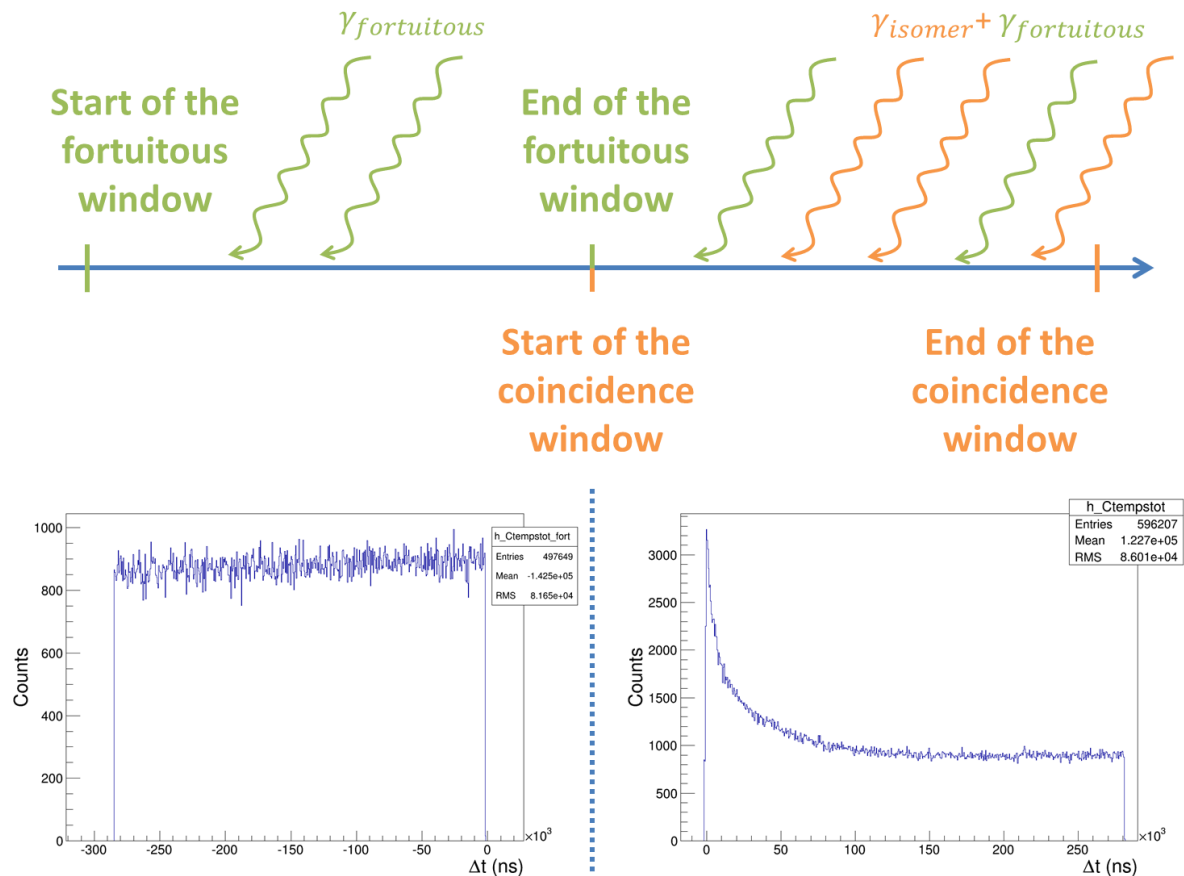 γ_fortuitous
γ_isomer + γ_fortuitous
Start of the
fortuitous
window
End of the
fortuitous
window
Start of the
coincidence
window
End of the
coincidence
window
h_Ctempstot_fort
Entries 497649
Mean -1.425e+05
RMS 8.165e+04
Counts
1000
800
600
400
200
0
-300 -250 -200 -150 -100 -50 0
×10³
Δt (ns)
h_Ctempstot
Entries 596207
Mean 1.227e+05
RMS 8.601e+04
Counts
3000
2500
2000
1500
1000
500
0
0 50 100 150 200 250
×10³
Δt (ns)